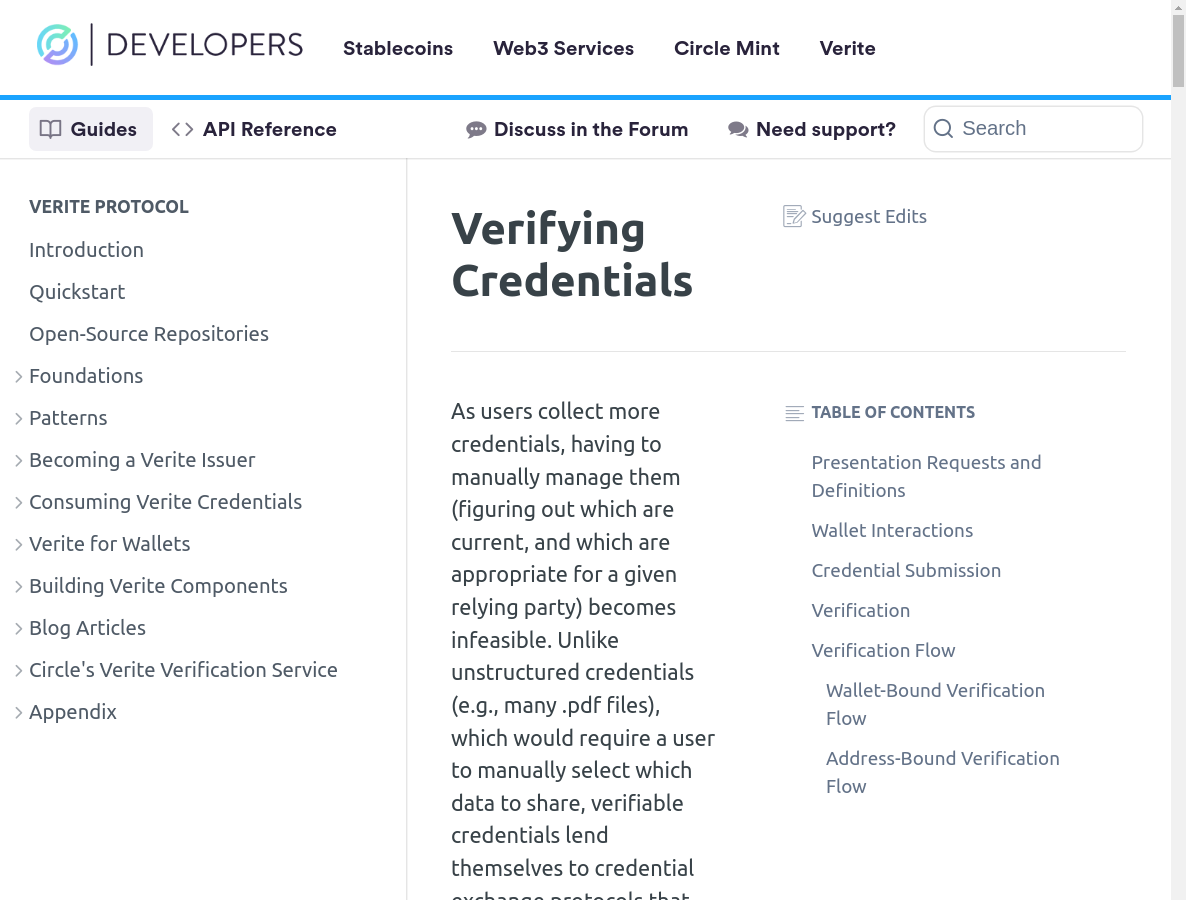 DEVELOPERS
Stablecoins
Web3 Services
Circle Mint
Verite
Guides
API Reference
Discuss in the Forum
Need support?
Search
VERITE PROTOCOL
Introduction
Quickstart
Open-Source Repositories
Foundations
Patterns
Becoming a Verite Issuer
Consuming Verite Credentials
Verite for Wallets
Building Verite Components
Blog Articles
Circle's Verite Verification Service
Appendix
Verifying
Credentials
Suggest Edits
As users collect more
credentials, having to
manually manage them
(figuring out which are
current, and which are
appropriate for a given
relying party) becomes
infeasible. Unlike
unstructured credentials
(e.g., many .pdf files),
which would require a user
to manually select which
data to share, verifiable
credentials lend
themselves to credential
exchange protocols that
TABLE OF CONTENTS
Presentation Requests and
Definitions
Wallet Interactions
Credential Submission
Verification
Verification Flow
Wallet-Bound Verification
Flow
Address-Bound Verification
Flow